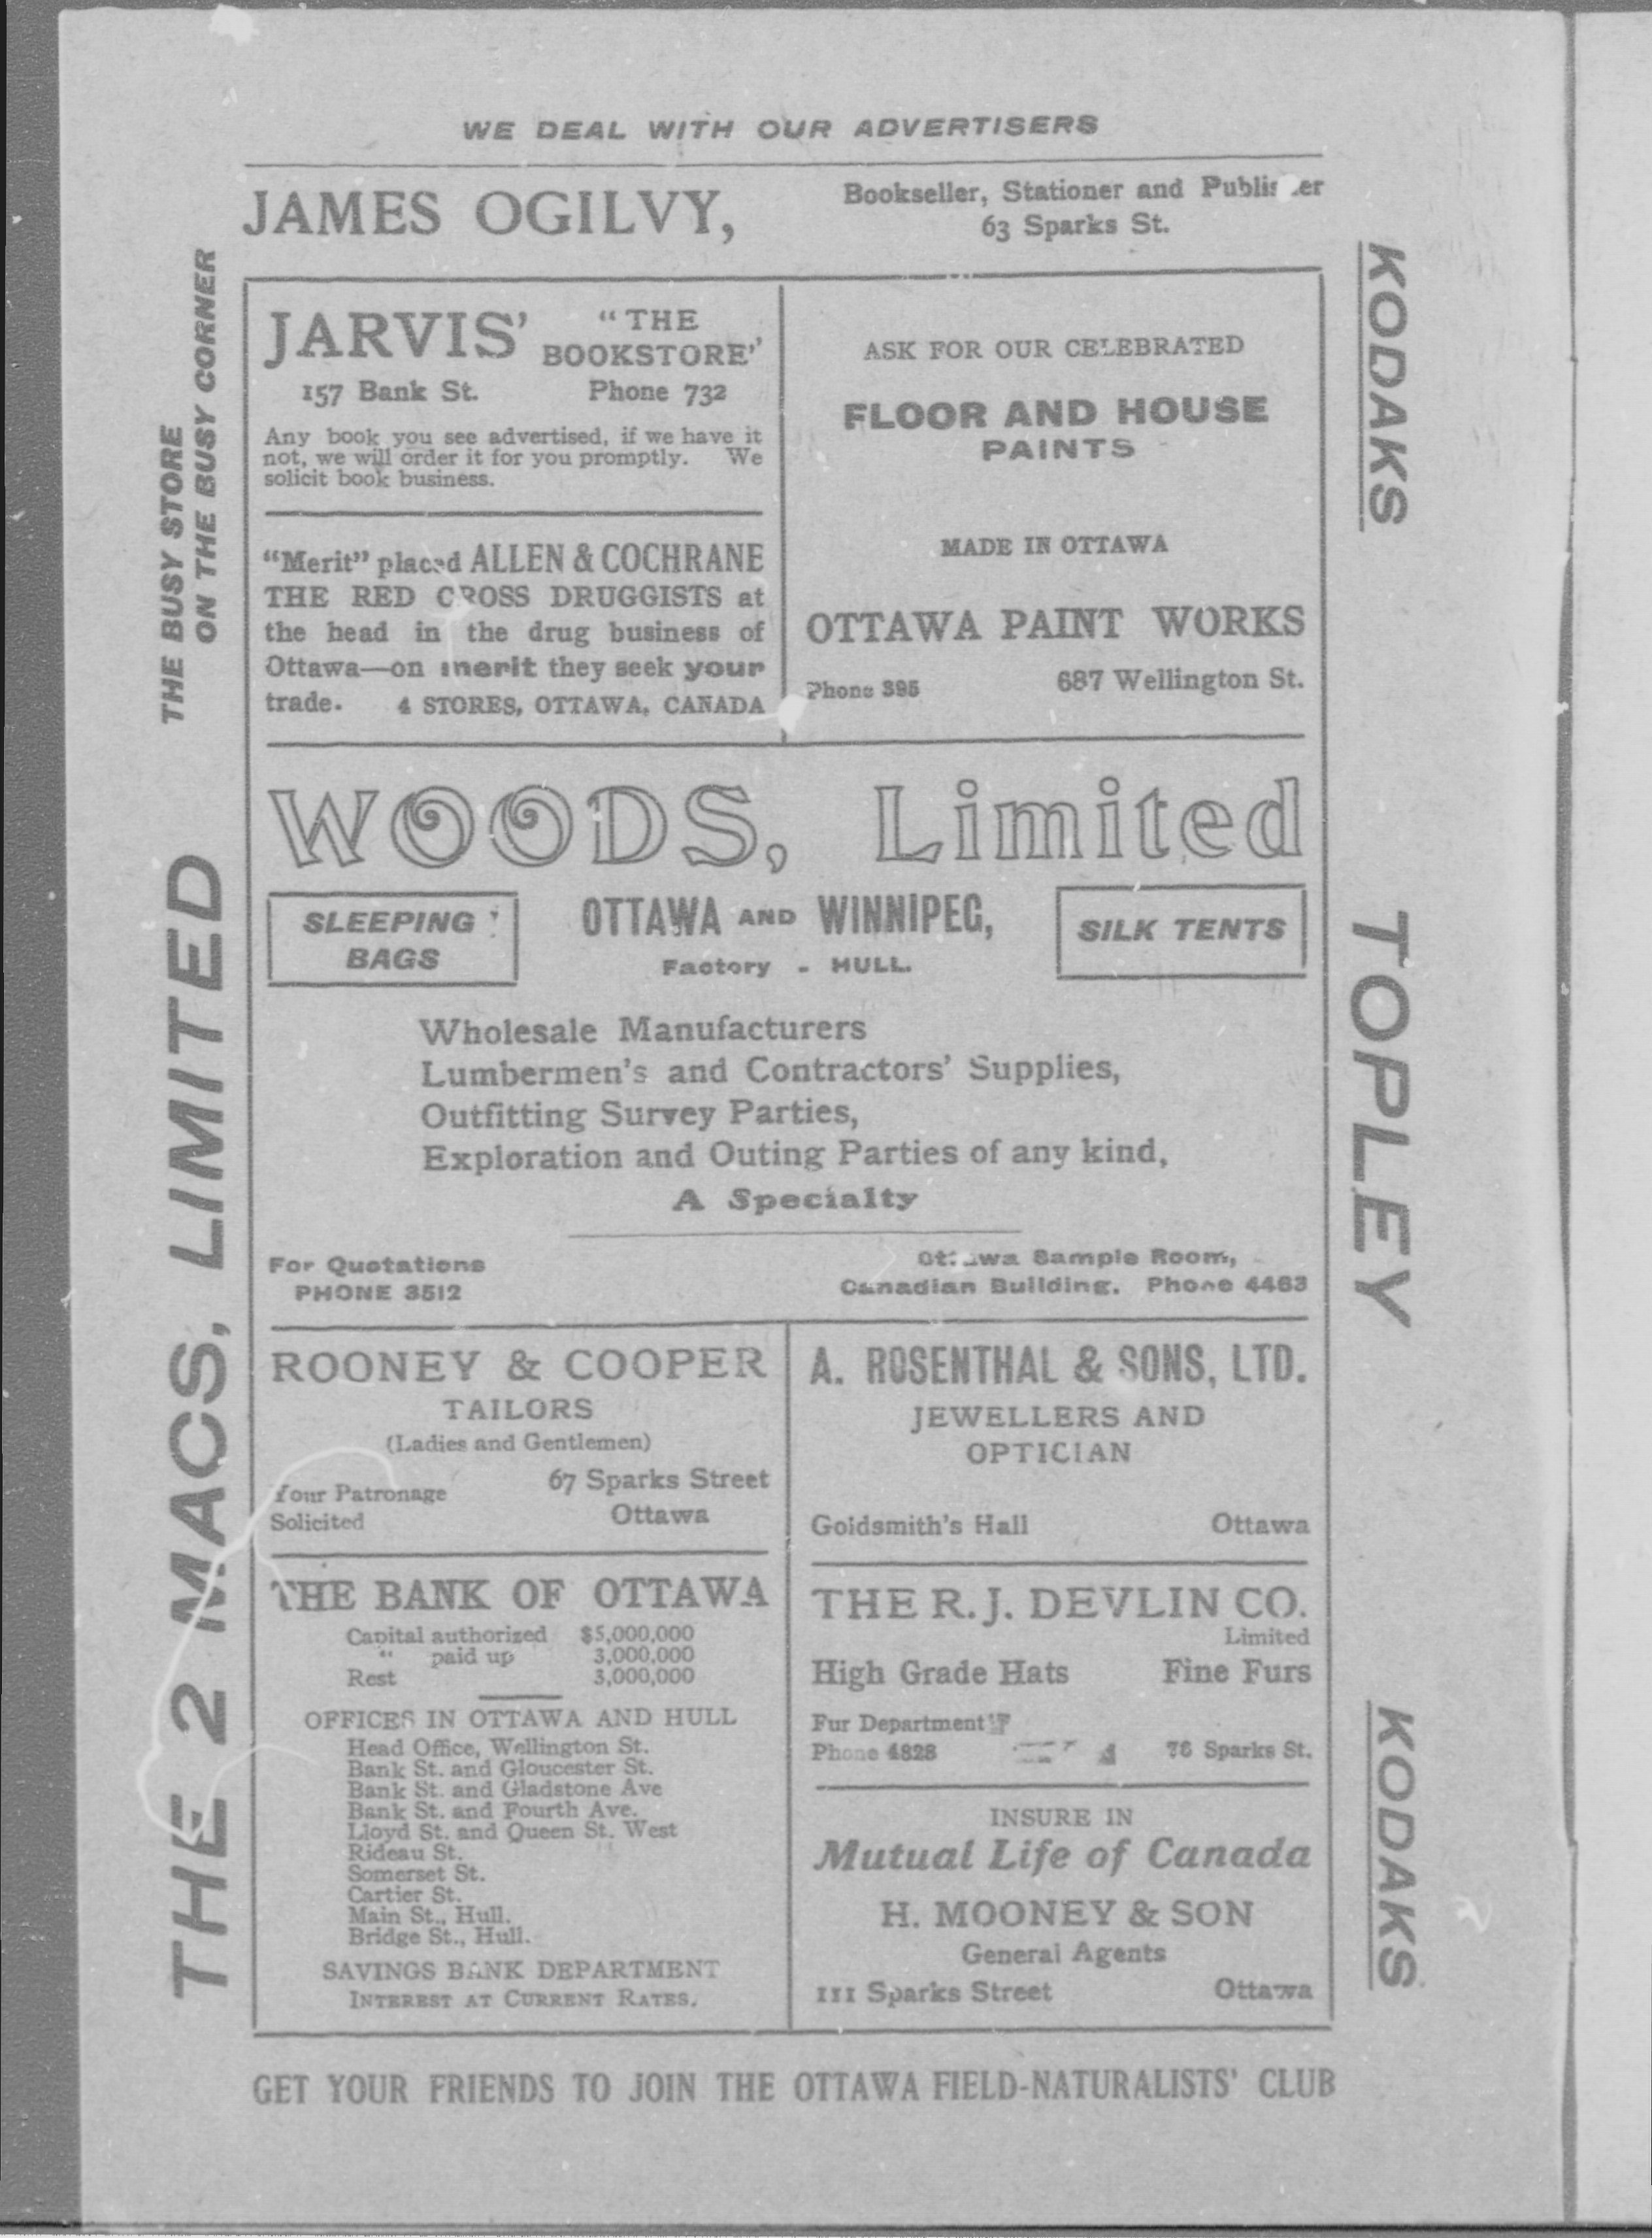 WE DEAL WITH OUR ADVERTISERS
JAMES OGILVY,
Bookseller, Stationer and
63 Sparks St.
THE BUSY STORE
ON THE BUSY CORNER
THE 2 MACS, LIMITED
JARVIS' "THE
BOOKSTORE"
157 Bank St. Phone 732
Any book you see advertised, if we have it
not, we will order it for you promptly. We
solicit book business.
"Merit" placed ALLEN & COCHRANE
THE RED CROSS DRUGGISTS at
the head in the drug business of
Ottawa—on merit they seek your
trade. 4 STORES, OTTAWA, CANADA
ASK FOR OUR CELEBRATED
FLOOR AND HOUSE
PAINTS
MADE IN OTTAWA
OTTAWA PAINT WORKS
Phone 395 687 Wellington St.
WOODS, Limited
SLEEPING
BAGS
OTTAWA AND WINNIPEG,
Factory - HULL.
SILK TENTS
Wholesale Manufacturers
Lumbermen's and Contractors' Supplies,
Outfitting Survey Parties,
Exploration and Outing Parties of any kind,
A Specialty
For Quotations
PHONE 3512
Ottawa Sample Room,
Canadian Building. Phone 4463
ROONEY & COOPER
TAILORS
(Ladies and Gentlemen)
Your Patronage
Solicited
67 Sparks Street
Ottawa
A. ROSENTHAL & SONS, LTD.
JEWELLERS AND
OPTICIAN
Goldsmith's Hall Ottawa
THE BANK OF OTTAWA
Capital authorized $5,000,000
" paid up 3,000,000
Rest 3,000,000
OFFICES IN OTTAWA AND HULL
Head Office, Wellington St.
Bank St. and Gloucester St.
Bank St. and Gladstone Ave
Bank St. and Fourth Ave.
Lloyd St. and Queen St. West
Rideau St.
Somerset St.
Cartier St.
Main St., Hull.
Bridge St., Hull.
SAVINGS BANK DEPARTMENT
INTEREST AT CURRENT RATES.
THE R. J. DEVLIN CO.
Limited
High Grade Hats Fine Furs
Fur Department
Phone 4828 76 Sparks St.
INSURE IN
Mutual Life of Canada
H. MOONEY & SON
General Agents
111 Sparks Street Ottawa
KODAKS
TOPLEY
KODAKS
GET YOUR FRIENDS TO JOIN THE OTTAWA FIELD-NATURALISTS' CLUB